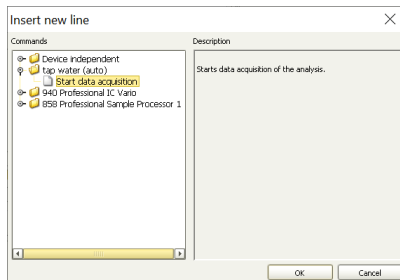 Insert new line
Commands
Description
Device independent
tap water (auto)
Start data acquisition
940 Professional IC Vario
858 Professional Sample Processor 1
Starts data acquisition of the analysis.
OK
Cancel